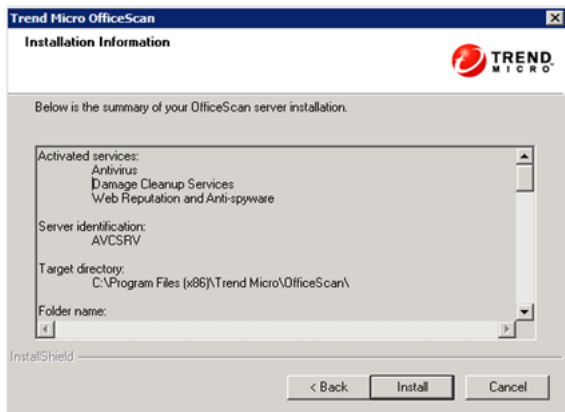 Trend Micro OfficeScan
Installation Information
TREND
MICRO
Below is the summary of your OfficeScan server installation.
Activated services:
Antivirus
Damage Cleanup Services
Web Reputation and Anti-spyware
Server identification:
AVCSRV
Target directory:
C:\Program Files (x86)\Trend Micro\OfficeScan\
Folder name:
InstallShield
< Back
Install
Cancel